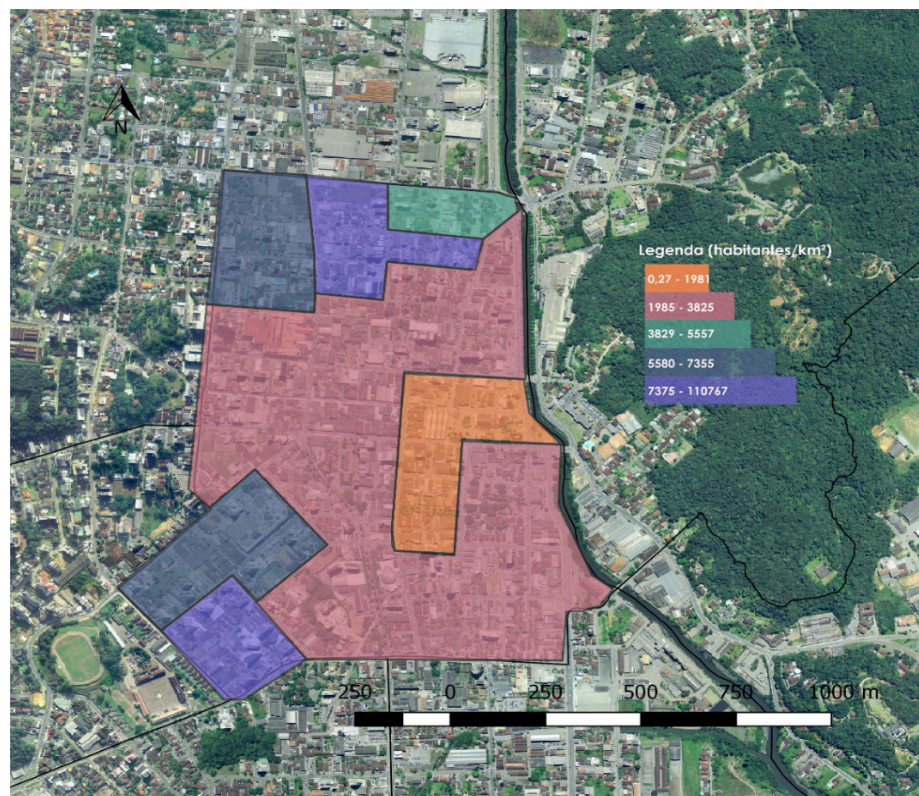 N
Legenda (habitantes/km²)
0,27 - 1981
1985 - 3825
3829 - 5557
5580 - 7355
7375 - 110767
250 0 250 500 750 1000 m